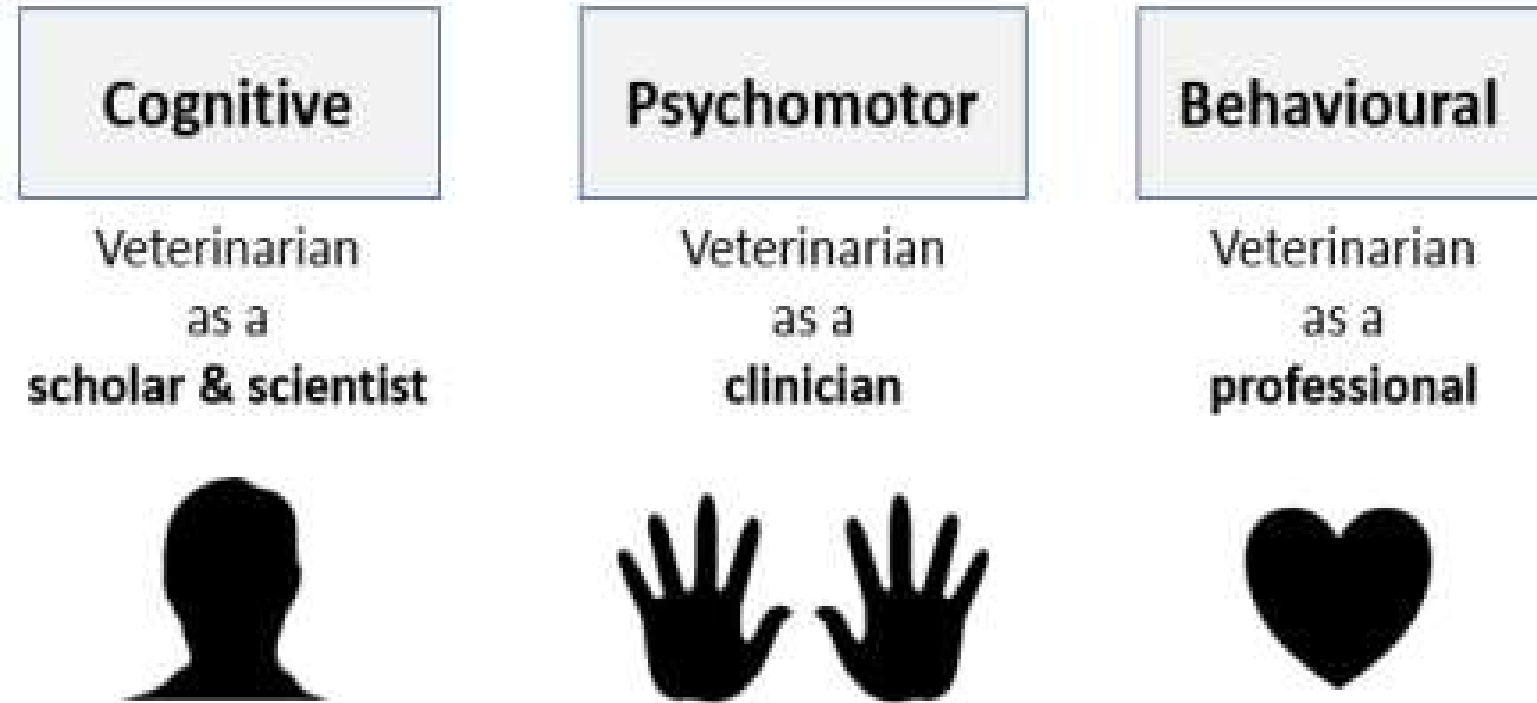 Cognitive
Veterinarian
as a
scholar & scientist
Psychomotor
Veterinarian
as a
clinician
Behavioural
Veterinarian
as a
professional